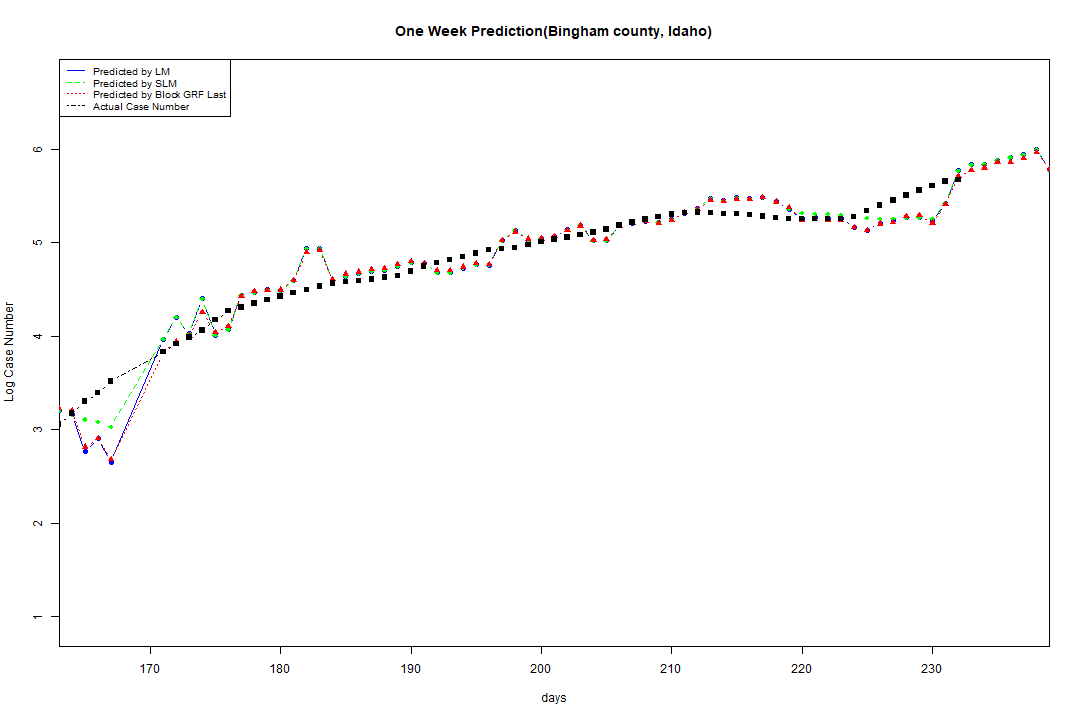 One Week Prediction(Bingham county, Idaho)
Predicted by LM
Predicted by SLM
Predicted by Block GRF Last
Actual Case Number
6
5
4
3
2
1
Log Case Number
170 180 190 200 210 220 230
days